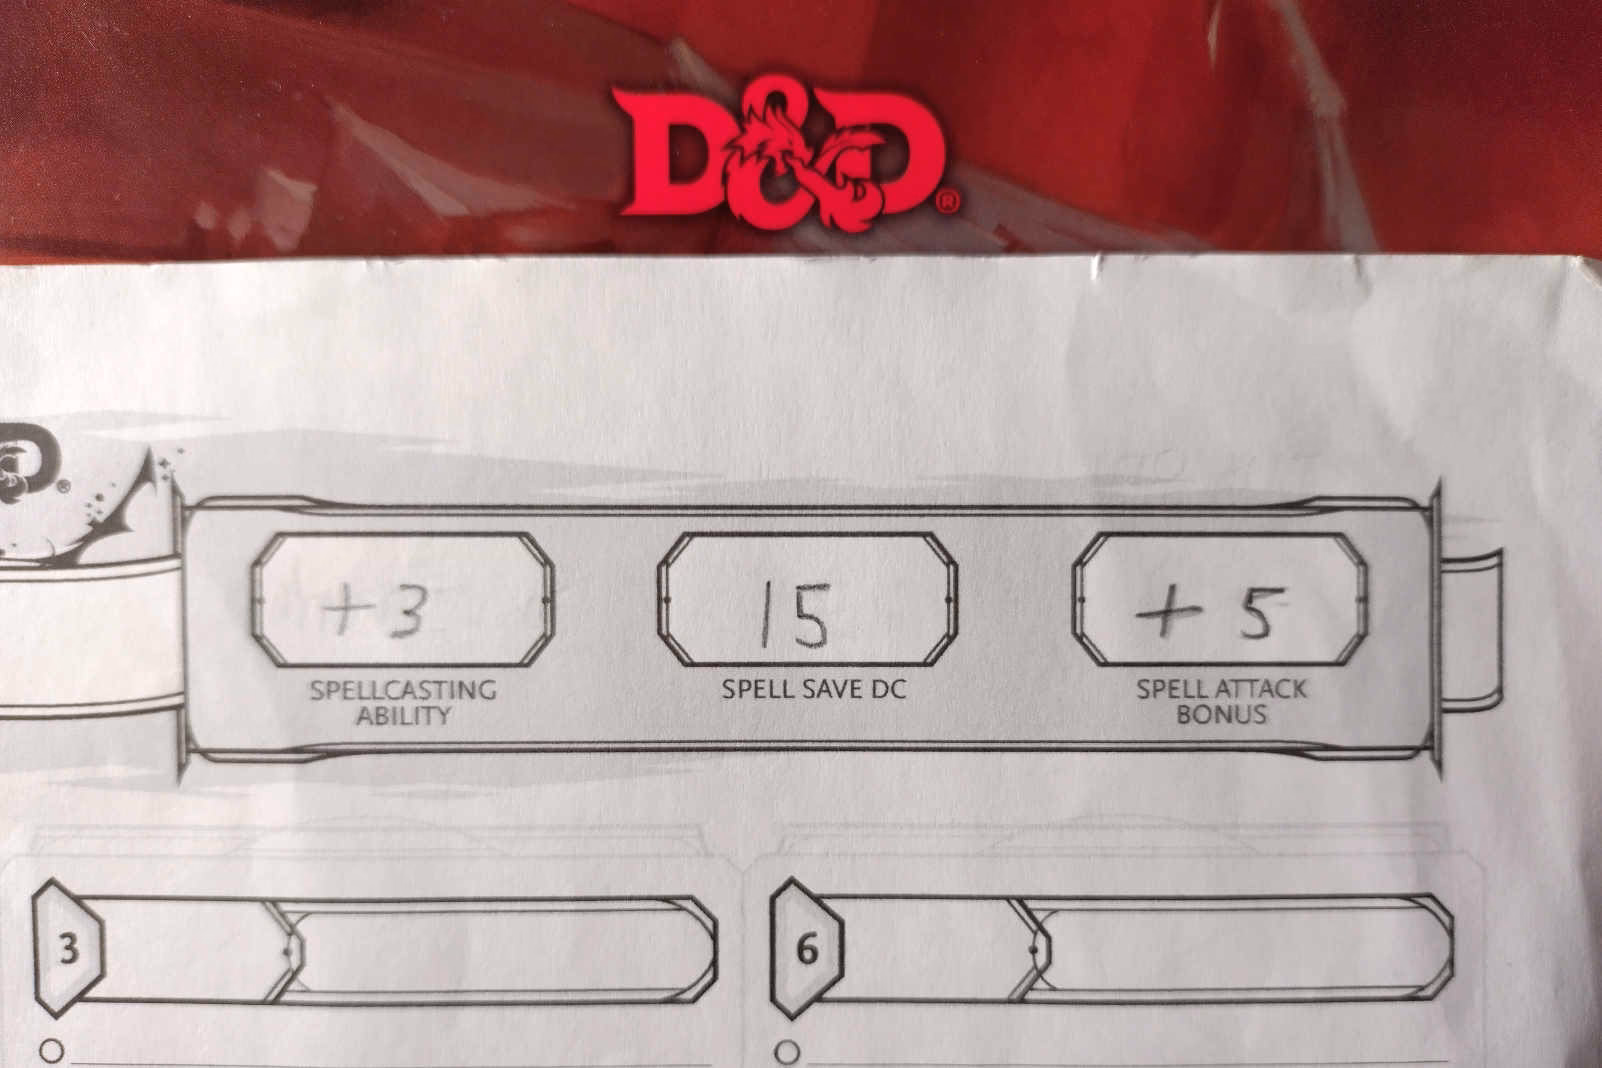 D&D®
D®
+3
15
+5
SPELLCASTING
ABILITY
SPELL SAVE DC
SPELL ATTACK
BONUS
3
6